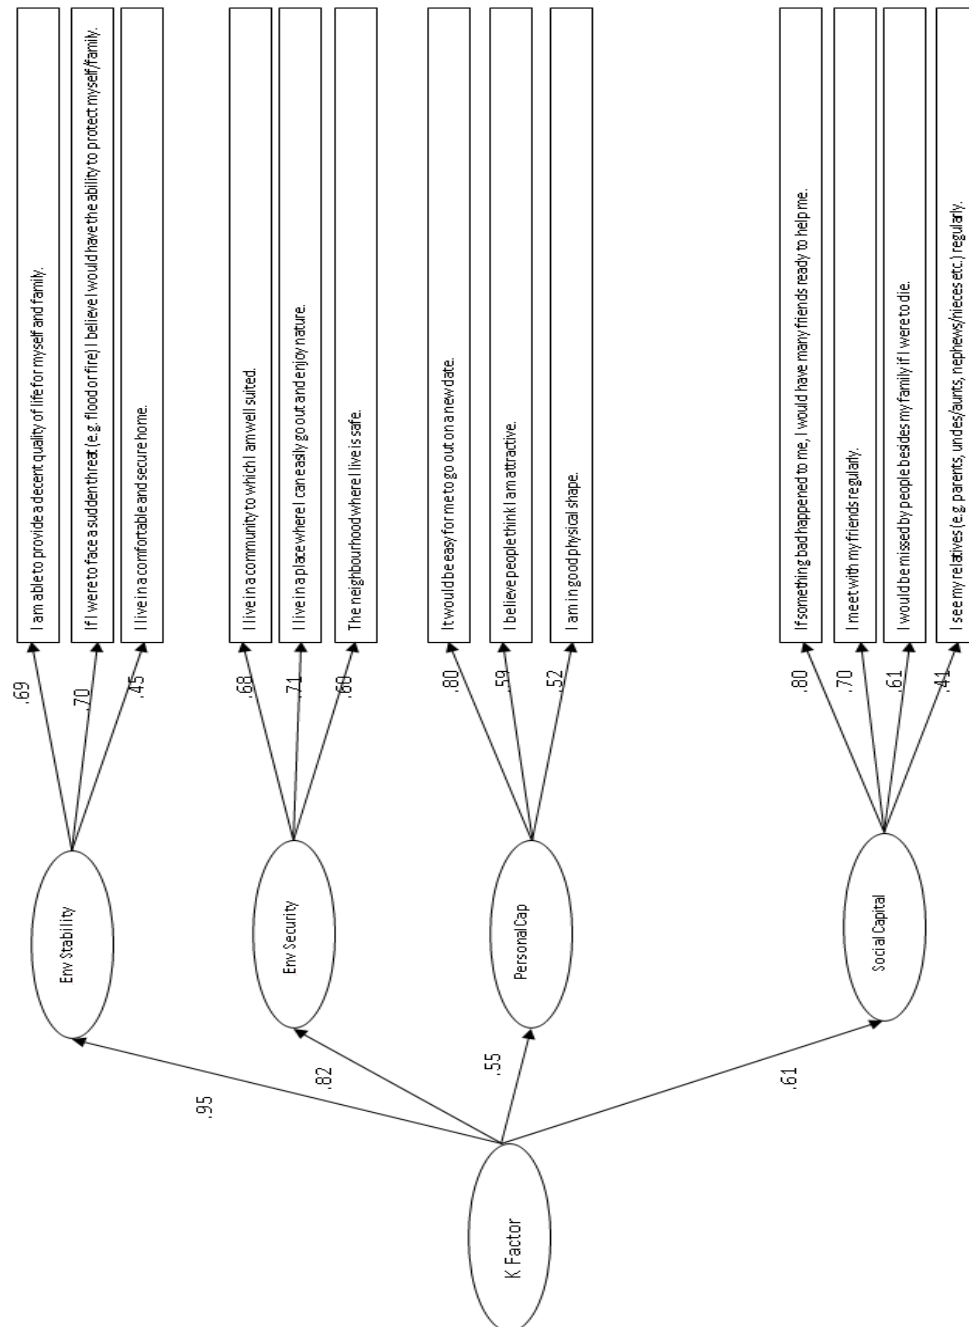 K Factor
.95
.82
.55
.61
Env Stability
Env Security
Personal Cap
Social Capital
.69
.70
.45
.68
.71
.60
.80
.59
.52
.80
.70
.61
.41
I am able to provide a decent quality of life for myself and family.
If I were to face a sudden threat (e.g. flood or fire) I believe I would have the ability to protect myself/family.
I live in a comfortable and secure home.
I live in a community to which I am well suited.
I live in a place where I can easily go out and enjoy nature.
The neighbourhood where I live is safe.
It would be easy for me to go out on a new date.
I believe people think I am attractive.
I am in good physical shape.
If something bad happened to me, I would have many friends ready to help me.
I meet with my friends regularly.
I would be missed by people besides my family if I were to die.
I see my relatives (e.g. parents, uncles/aunts, nephews/nieces etc.) regularly.